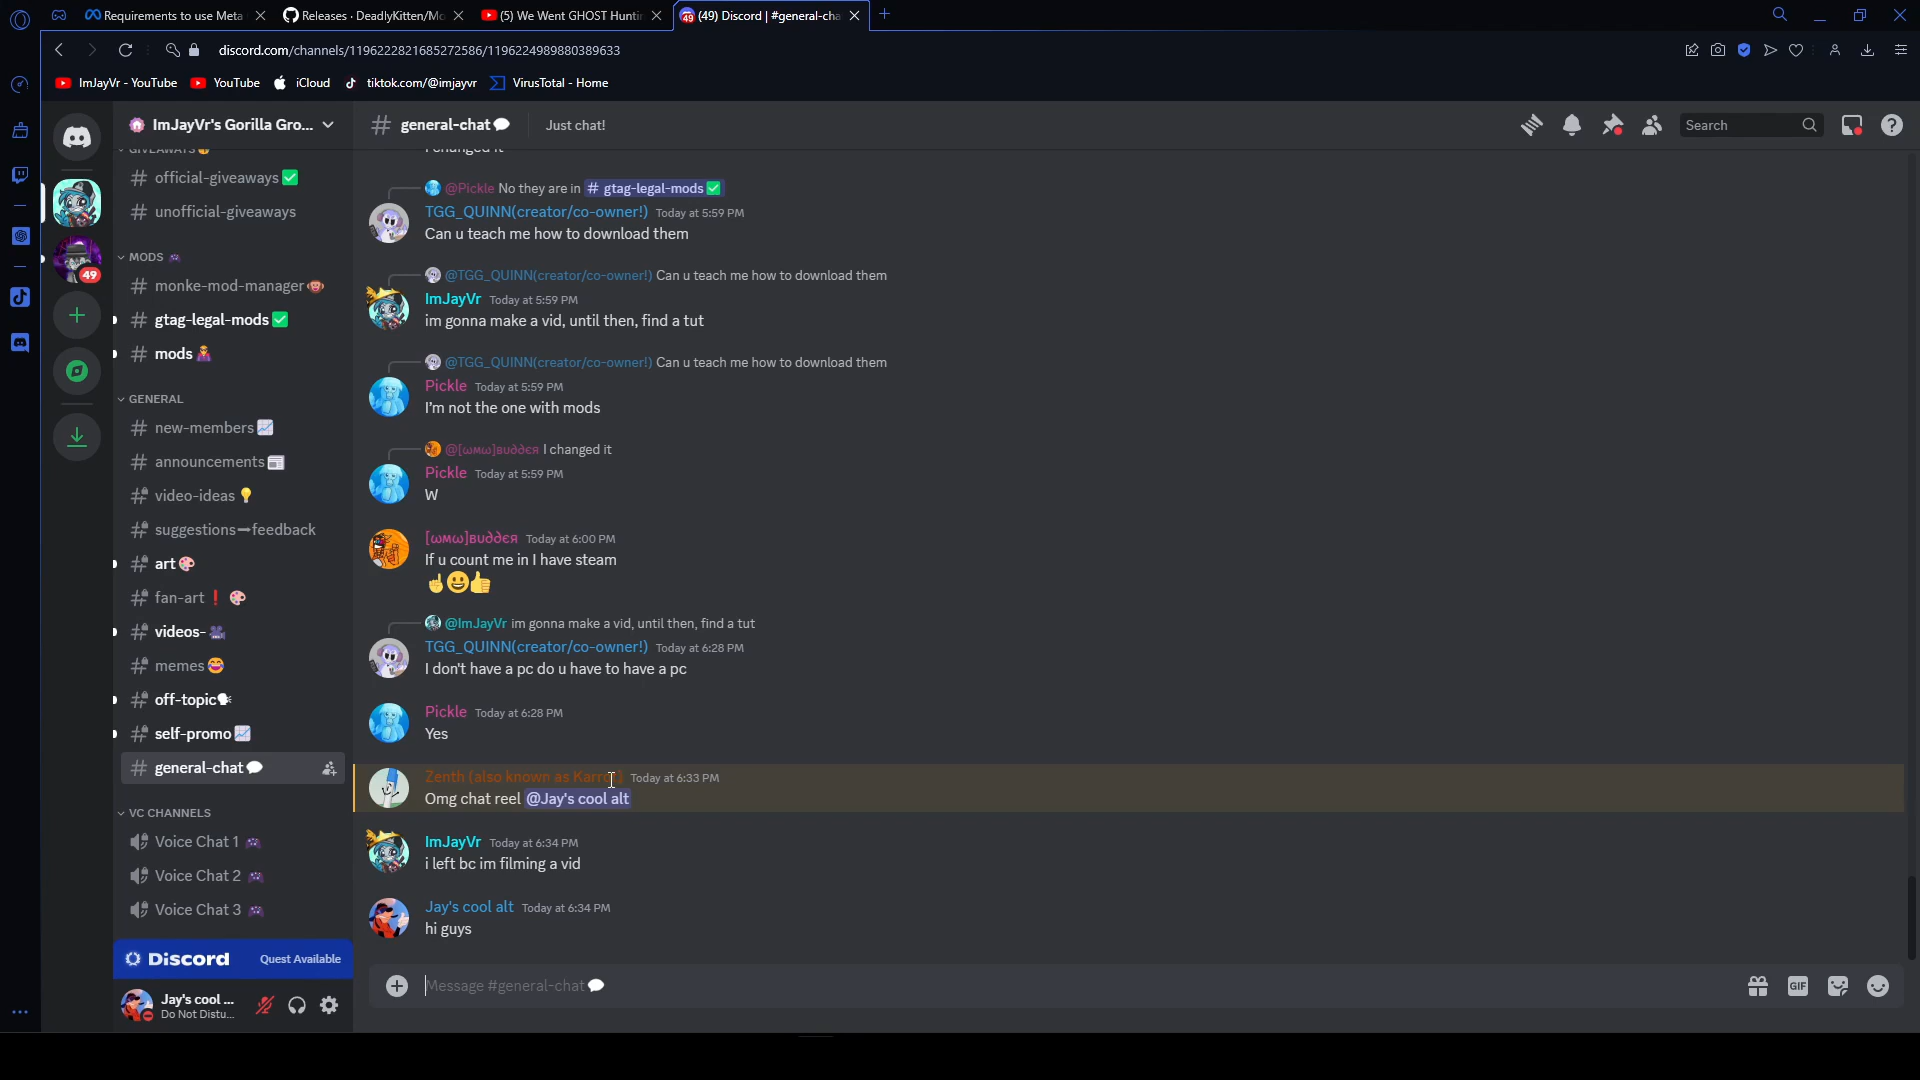 Requirements to use Meta
Releases · DeadlyKitten/Mo
(5) We Went GHOST Huntin
(49) Discord | #general-cha
discord.com/channels/1196222821685272586/1196224989880389633
ImJayVr - YouTube
YouTube
iCloud
tiktok.com/@imjayvr
VirusTotal - Home
ImJayVr's Gorilla Gro...
general-chat💬
Just chat!
Search
GIVEAWAYS
official-giveaways✅
unofficial-giveaways
MODS 🎮
monke-mod-manager🐵
gtag-legal-mods✅
mods
GENERAL
new-members📈
announcements📰
video-ideas💡
suggestions➖feedback
art🎨
fan-art❗🎨
videos-🎥
memes😂
off-topic🗣
self-promo📈
general-chat💬
VC CHANNELS
Voice Chat 1 🎮
Voice Chat 2 🎮
Voice Chat 3 🎮
Discord
Quest Available
Jay's cool ...
Do Not Distu...
49
I changed it
@Pickle No they are in # gtag-legal-mods✅
TGG_QUINN(creator/co-owner!) Today at 5:59 PM
Can u teach me how to download them
@TGG_QUINN(creator/co-owner!) Can u teach me how to download them
ImJayVr Today at 5:59 PM
im gonna make a vid, until then, find a tut
@TGG_QUINN(creator/co-owner!) Can u teach me how to download them
Pickle Today at 5:59 PM
I'm not the one with mods
@[ωмω]вυ∂∂єя I changed it
Pickle Today at 5:59 PM
W
[ωмω]вυ∂∂єя Today at 6:00 PM
If u count me in I have steam
☝😀👍
@ImJayVr im gonna make a vid, until then, find a tut
TGG_QUINN(creator/co-owner!) Today at 6:28 PM
I don't have a pc do u have to have a pc
Pickle Today at 6:28 PM
Yes
Zenth (also known as Karrot) Today at 6:33 PM
Omg chat reel @Jay's cool alt
ImJayVr Today at 6:34 PM
i left bc im filming a vid
Jay's cool alt Today at 6:34 PM
hi guys
Message #general-chat💬
GIF